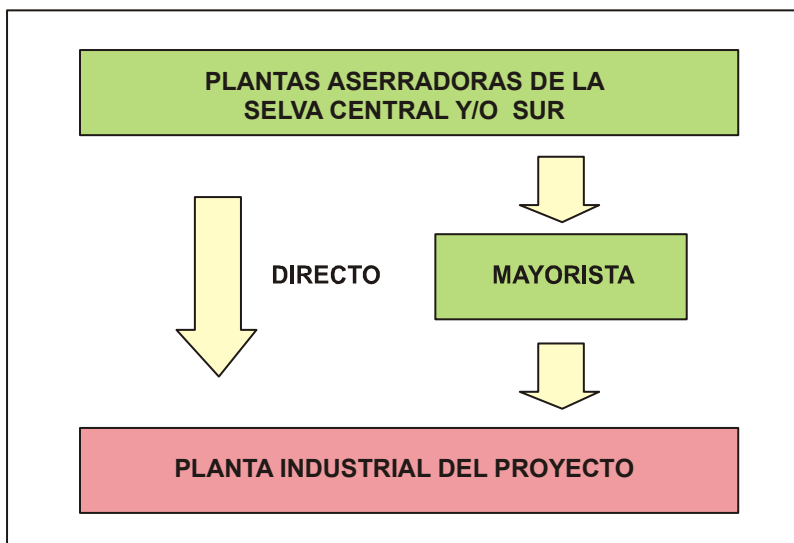 PLANTAS ASERRADORAS DE LA
SELVA CENTRAL Y/O SUR
DIRECTO
MAYORISTA
PLANTA INDUSTRIAL DEL PROYECTO